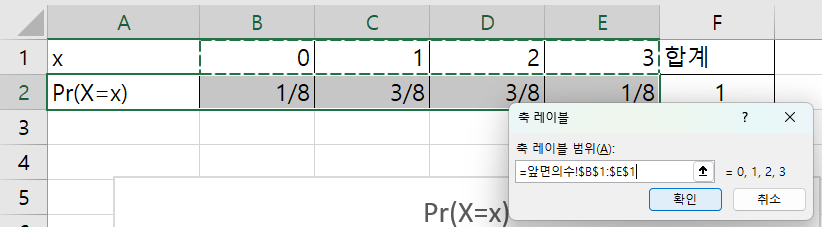 A B C D E F
1 x 0 1 2 3 합계
2 Pr(X=x) 1/8 3/8 3/8 1/8 1
3
축 레이블 ? ×
4
축 레이블 범위(A):
=앞면의수!$B$1:$E$1 = 0, 1, 2, 3
5
확인 취소
Pr(X=x)